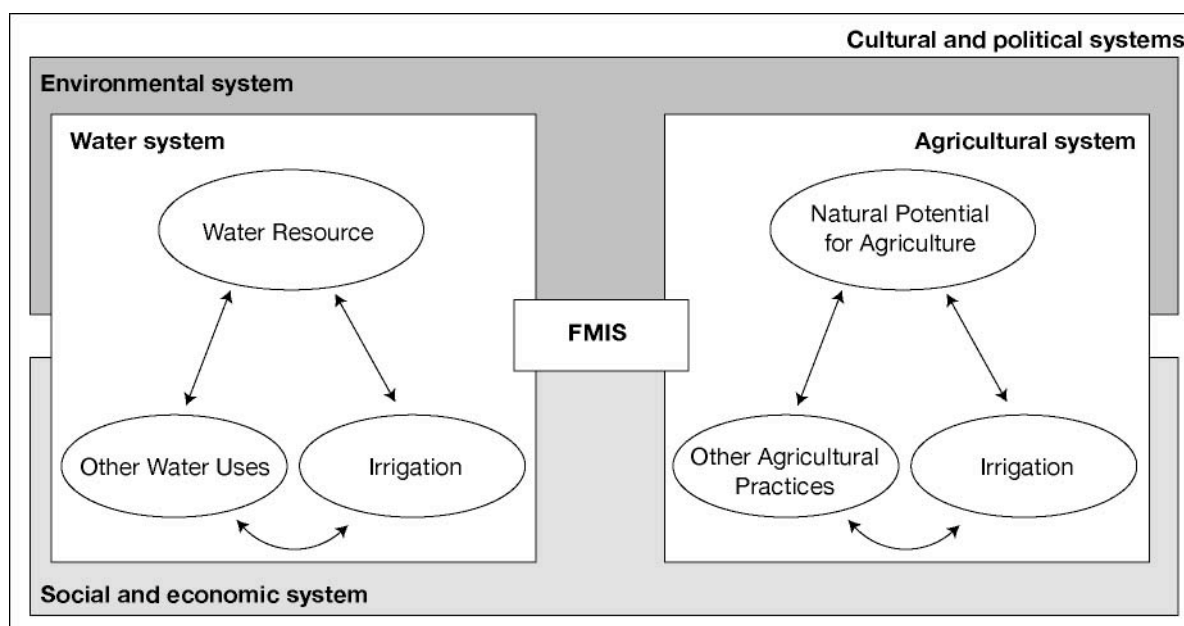 Cultural and political systems
Environmental system
Water system
Agricultural system
Water Resource
Natural Potential
for Agriculture
FMIS
Other Water Uses
Irrigation
Other Agricultural
Practices
Irrigation
Social and economic system